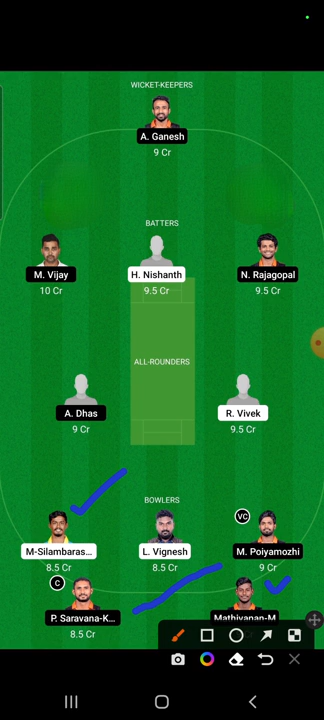 WICKET-KEEPERS
A. Ganesh
9 Cr
BATTERS
M. Vijay
H. Nishanth
N. Rajagopal
10 Cr
9.5 Cr
9.5 Cr
ALL-ROUNDERS
A. Dhas
R. Vivek
9 Cr
9.5 Cr
BOWLERS
VC
M-Silambaras...
L. Vignesh
M. Poiyamozhi
8.5 Cr
8.5 Cr
9 Cr
C
P. Saravana-K...
Mathivanan-M
8.5 Cr